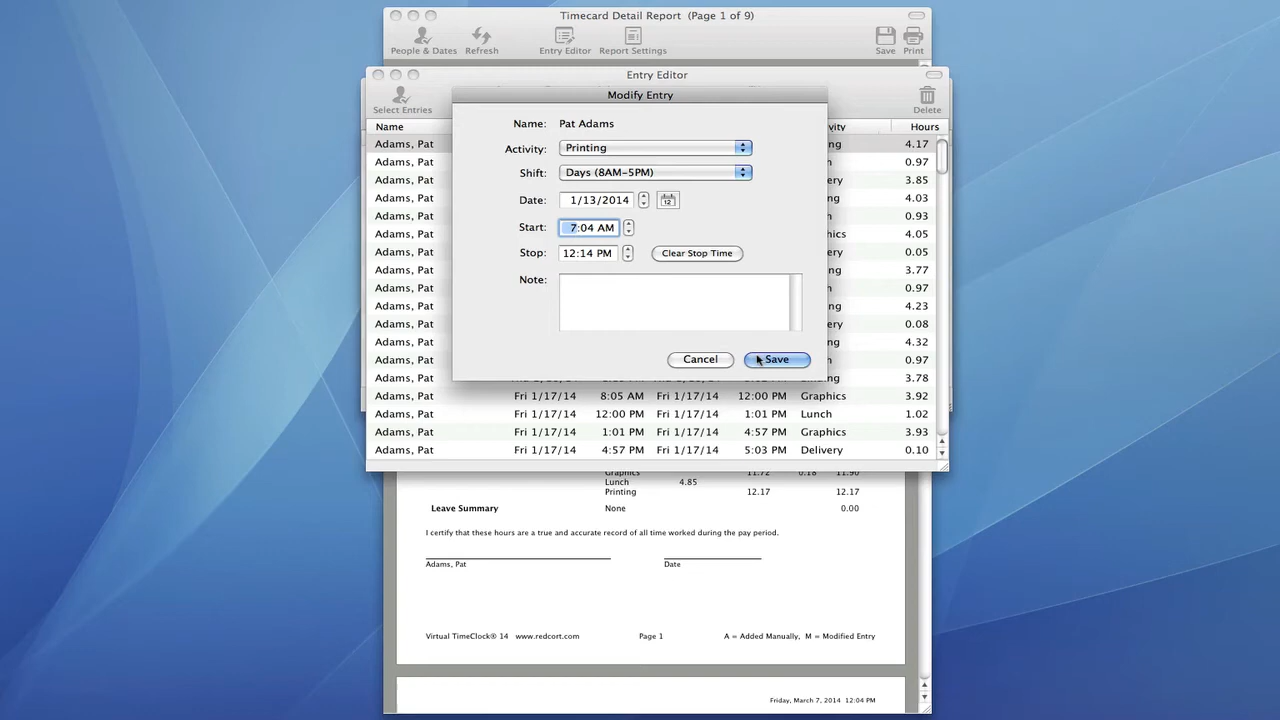 Timecard Detail Report (Page 1 of 9)
People & Dates Refresh Entry Editor Report Settings Save Print
Entry Editor
Select Entries Delete
Modify Entry
Name: Pat Adams
Activity: Printing
Shift: Days (8AM-5PM)
Date: 1/13/2014 12
Start: 7:04 AM
Stop: 12:14 PM Clear Stop Time
Note:
Cancel Save
Name Hours
Adams, Pat 4.17
Adams, Pat 0.97
Adams, Pat 3.85
Adams, Pat 4.03
Adams, Pat 0.93
Adams, Pat 4.05
Adams, Pat 0.05
Adams, Pat 3.77
Adams, Pat 0.97
Adams, Pat 4.23
Adams, Pat 0.08
Adams, Pat 4.32
Adams, Pat 0.97
Adams, Pat 3.78
Adams, Pat Fri 1/17/14 8:05 AM Fri 1/17/14 12:00 PM Graphics 3.92
Adams, Pat Fri 1/17/14 12:00 PM Fri 1/17/14 1:01 PM Lunch 1.02
Adams, Pat Fri 1/17/14 1:01 PM Fri 1/17/14 4:57 PM Graphics 3.93
Adams, Pat Fri 1/17/14 4:57 PM Fri 1/17/14 5:03 PM Delivery 0.10
Graphics 11.72 0.18 11.90
Lunch 4.85
Printing 12.17 12.17
Leave Summary None 0.00
I certify that these hours are a true and accurate record of all time worked during the pay period.
Adams, Pat Date
Virtual TimeClock® 14 www.redcort.com Page 1 A = Added Manually, M = Modified Entry
Friday, March 7, 2014 12:04 PM